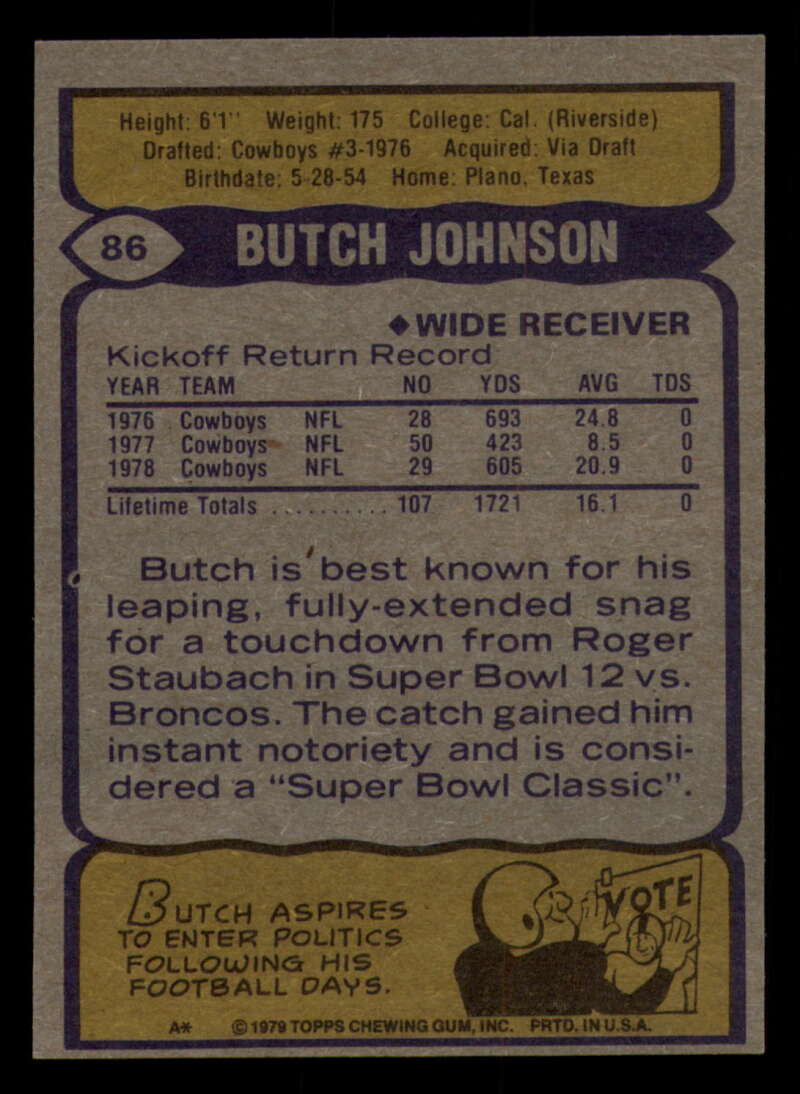 Height: 6'1" Weight: 175 College: Cal. (Riverside)
Drafted: Cowboys #3-1976 Acquired: Via Draft
Birthdate: 5-28-54 Home: Plano, Texas
86 BUTCH JOHNSON
◆WIDE RECEIVER
Kickoff Return Record
YEAR TEAM NO YDS AVG TDS
1976 Cowboys NFL 28 693 24.8 0
1977 Cowboys NFL 50 423 8.5 0
1978 Cowboys NFL 29 605 20.9 0
Lifetime Totals .......... 107 1721 16.1 0
Butch is best known for his
leaping, fully-extended snag
for a touchdown from Roger
Staubach in Super Bowl 12 vs.
Broncos. The catch gained him
instant notoriety and is consi-
dered a "Super Bowl Classic".
BUTCH ASPIRES
TO ENTER POLITICS
FOLLOWING HIS
FOOTBALL DAYS.
VOTE
A* © 1979 TOPPS CHEWING GUM, INC. PRTD. IN U.S.A.